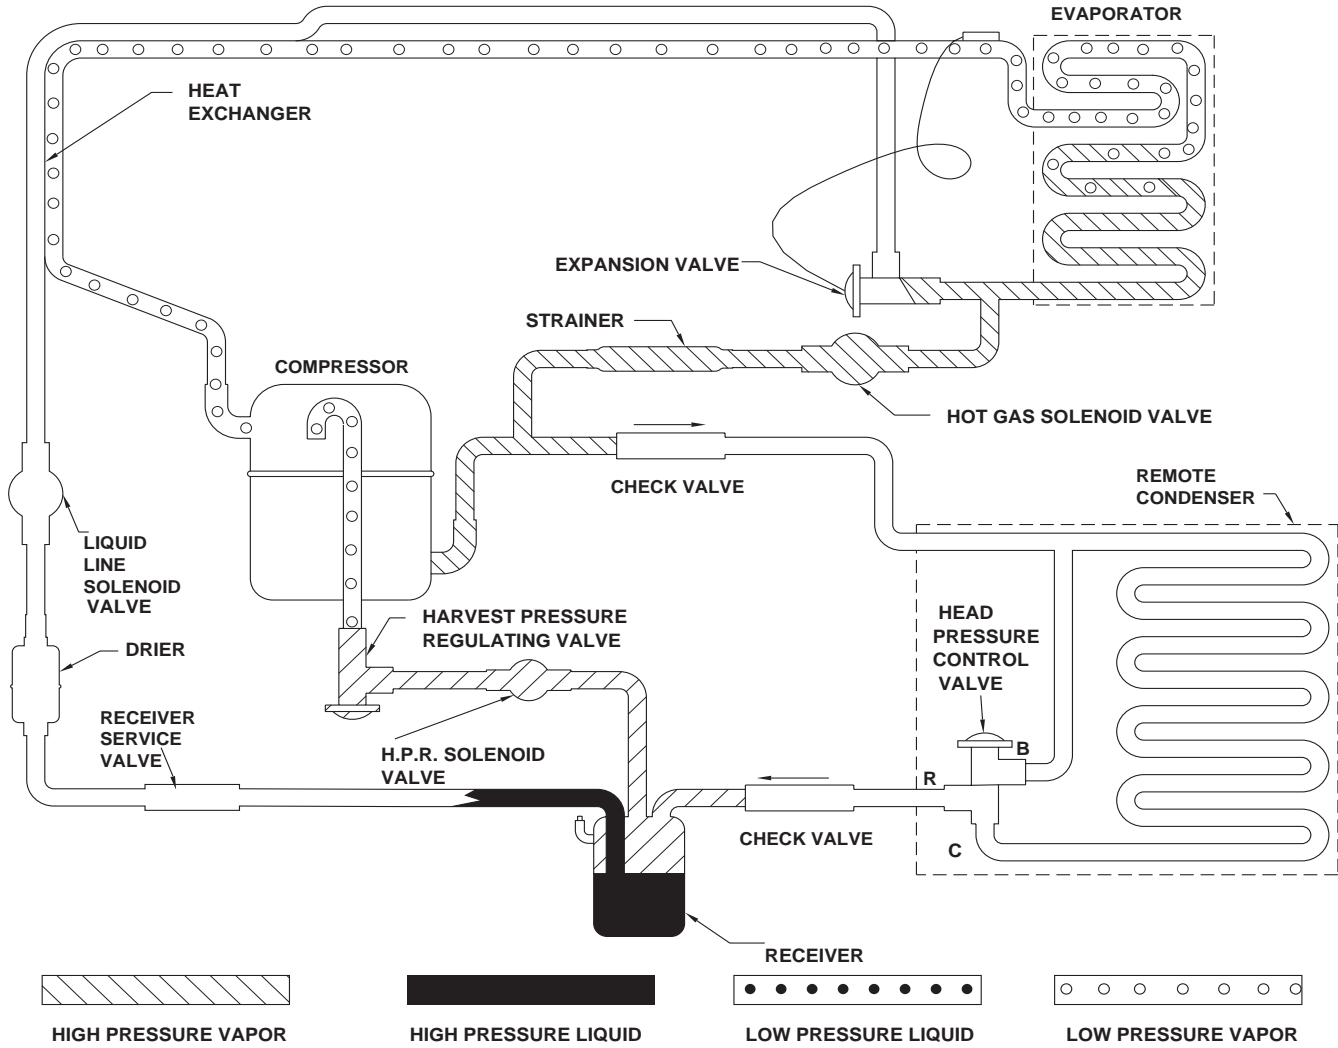 EVAPORATOR
HEAT
EXCHANGER
EXPANSION VALVE
STRAINER
COMPRESSOR
HOT GAS SOLENOID VALVE
CHECK VALVE
REMOTE
CONDENSER
LIQUID
LINE
SOLENOID
VALVE
HARVEST PRESSURE
REGULATING VALVE
HEAD
PRESSURE
CONTROL
VALVE
DRIER
RECEIVER
SERVICE
VALVE
H.P.R. SOLENOID
VALVE
B
R
C
CHECK VALVE
RECEIVER
HIGH PRESSURE VAPOR
HIGH PRESSURE LIQUID
LOW PRESSURE LIQUID
LOW PRESSURE VAPOR